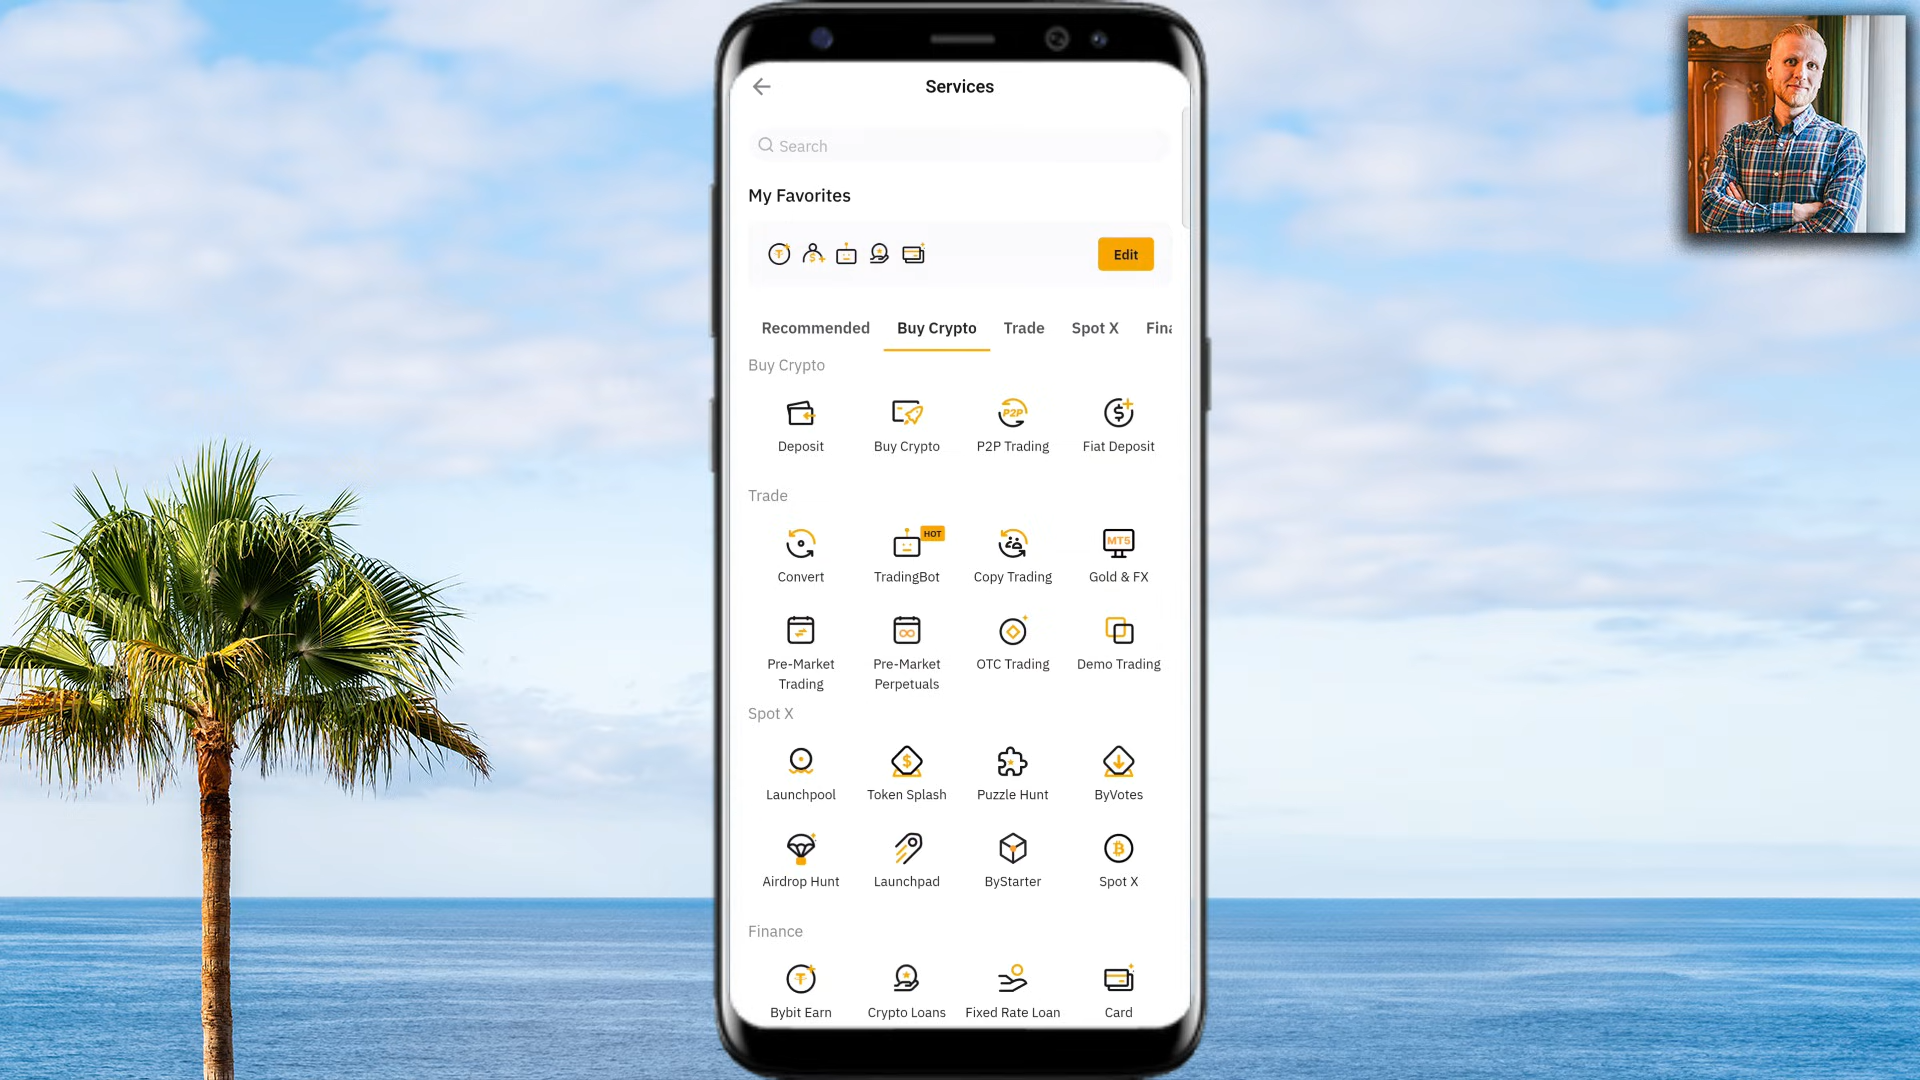 Services
Search
My Favorites
Edit
Recommended Buy Crypto Trade Spot X Fina
Buy Crypto
P2P
Deposit Buy Crypto P2P Trading Fiat Deposit
Trade
HOT
MT5
Convert TradingBot Copy Trading Gold & FX
Pre-Market Trading Pre-Market Perpetuals OTC Trading Demo Trading
Spot X
Launchpool Token Splash Puzzle Hunt ByVotes
Airdrop Hunt Launchpad ByStarter Spot X
Finance
Bybit Earn Crypto Loans Fixed Rate Loan Card